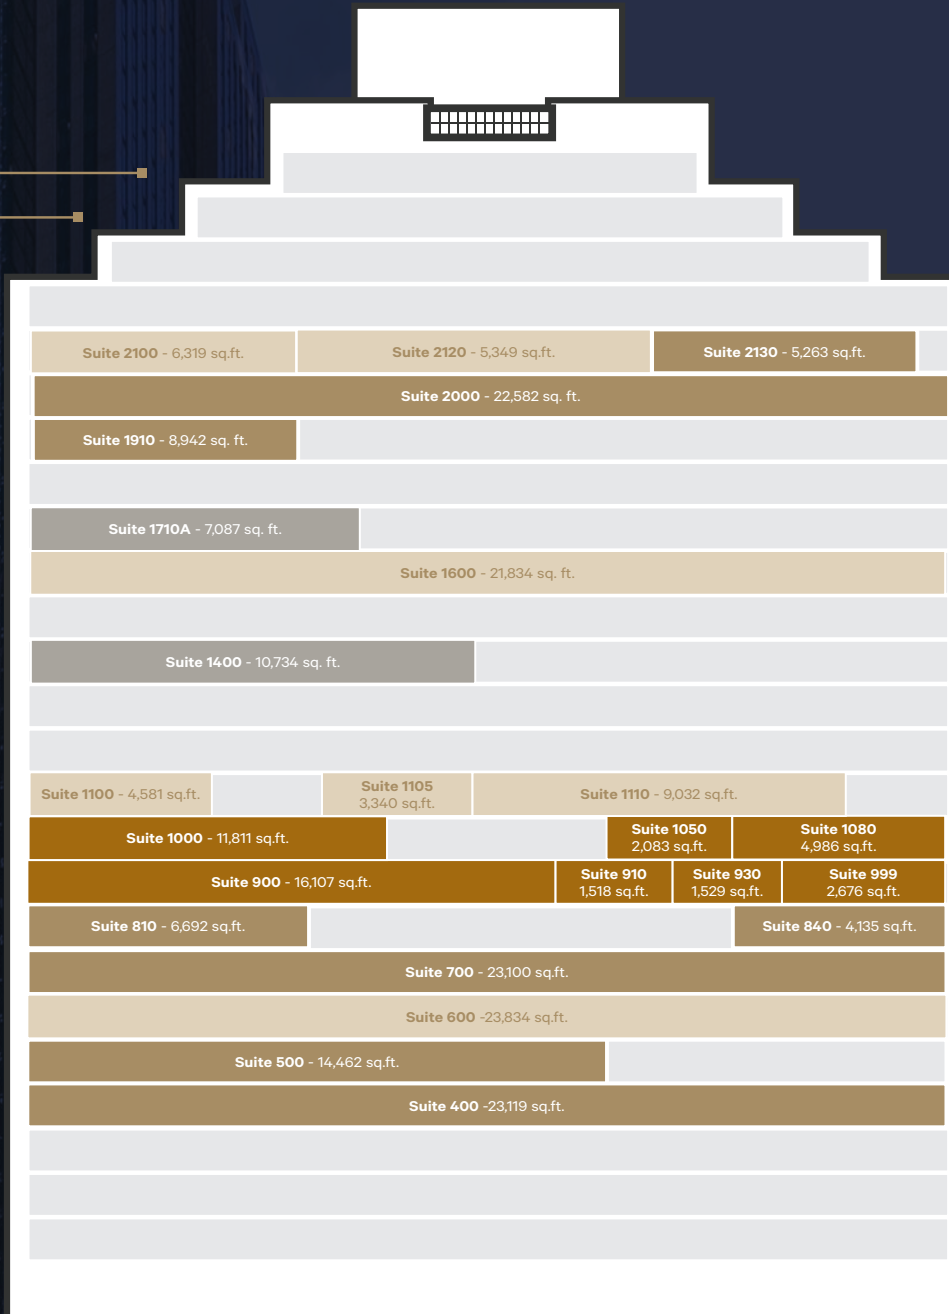 Suite 2100 - 6,319 sq.ft.
Suite 2120 - 5,349 sq.ft.
Suite 2130 - 5,263 sq.ft.
Suite 2000 - 22,582 sq. ft.
Suite 1910 - 8,942 sq. ft.
Suite 1710A - 7,087 sq. ft.
Suite 1600 - 21,834 sq. ft.
Suite 1400 - 10,734 sq. ft.
Suite 1100 - 4,581 sq.ft.
Suite 1105
3,340 sq.ft.
Suite 1110 - 9,032 sq.ft.
Suite 1000 - 11,811 sq.ft.
Suite 1050
2,083 sq.ft.
Suite 1080
4,986 sq.ft.
Suite 900 - 16,107 sq.ft.
Suite 910
1,518 sq.ft.
Suite 930
1,529 sq.ft.
Suite 999
2,676 sq.ft.
Suite 810 - 6,692 sq.ft.
Suite 840 - 4,135 sq.ft.
Suite 700 - 23,100 sq.ft.
Suite 600 -23,834 sq.ft.
Suite 500 - 14,462 sq.ft.
Suite 400 -23,119 sq.ft.